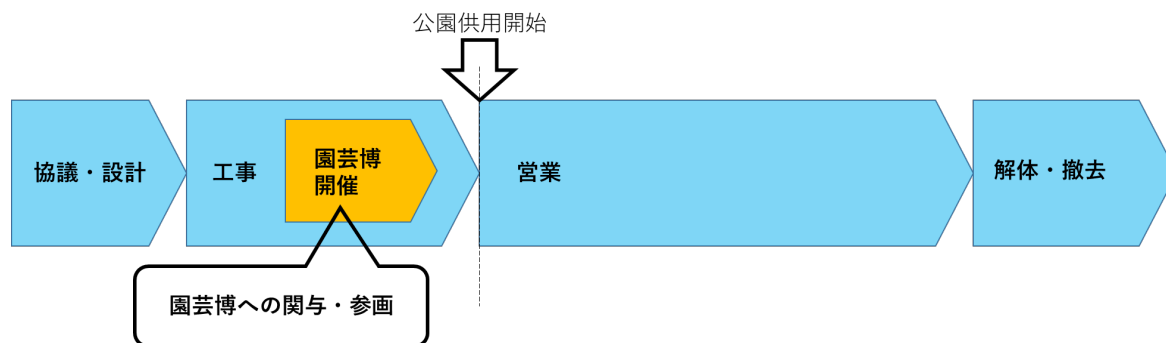 公園供用開始
協議・設計
工事
園芸博
開催
営業
解体・撤去
園芸博への関与・参画